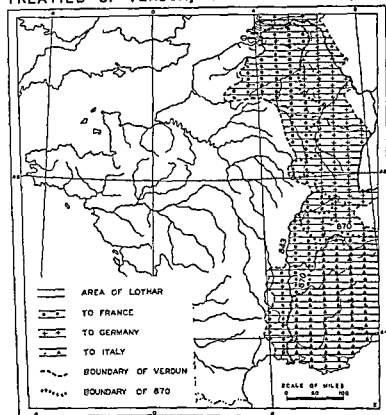 TREATIES OF VERDUN,
870
843
870
AREA OF LOTHAR
TO FRANCE
TO GERMANY
TO ITALY
BOUNDARY OF VERDUN
BOUNDARY OF 870
SCALE OF MILES
0 50 100